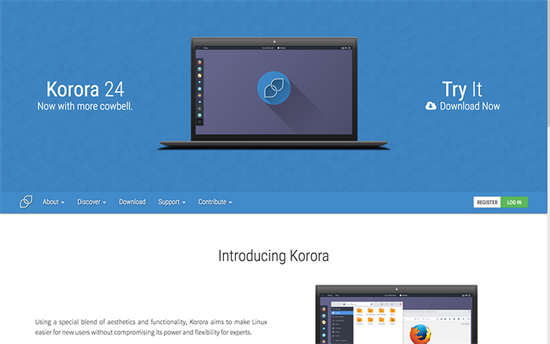 Korora 24
Now with more cowbell.
Try It
Download Now
About
Discover
Download
Support
Contribute
REGISTER
LOG IN
Introducing Korora
Using a special blend of aesthetics and functionality, Korora aims to make Linux
easier for new users without compromising its power and flexibility for experts.